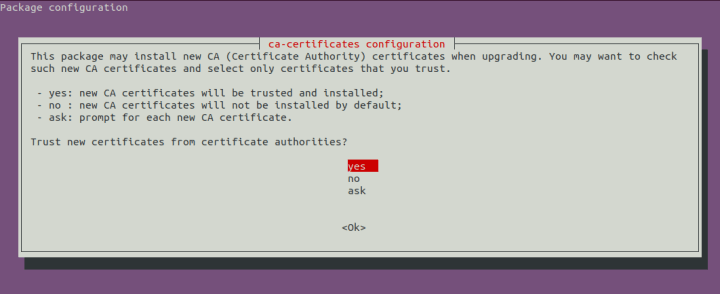 Package configuration
ca-certificates configuration
This package may install new CA (Certificate Authority) certificates when upgrading. You may want to check
such new CA certificates and select only certificates that you trust.
- yes: new CA certificates will be trusted and installed;
- no : new CA certificates will not be installed by default;
- ask: prompt for each new CA certificate.
Trust new certificates from certificate authorities?
yes
no
ask
<Ok>